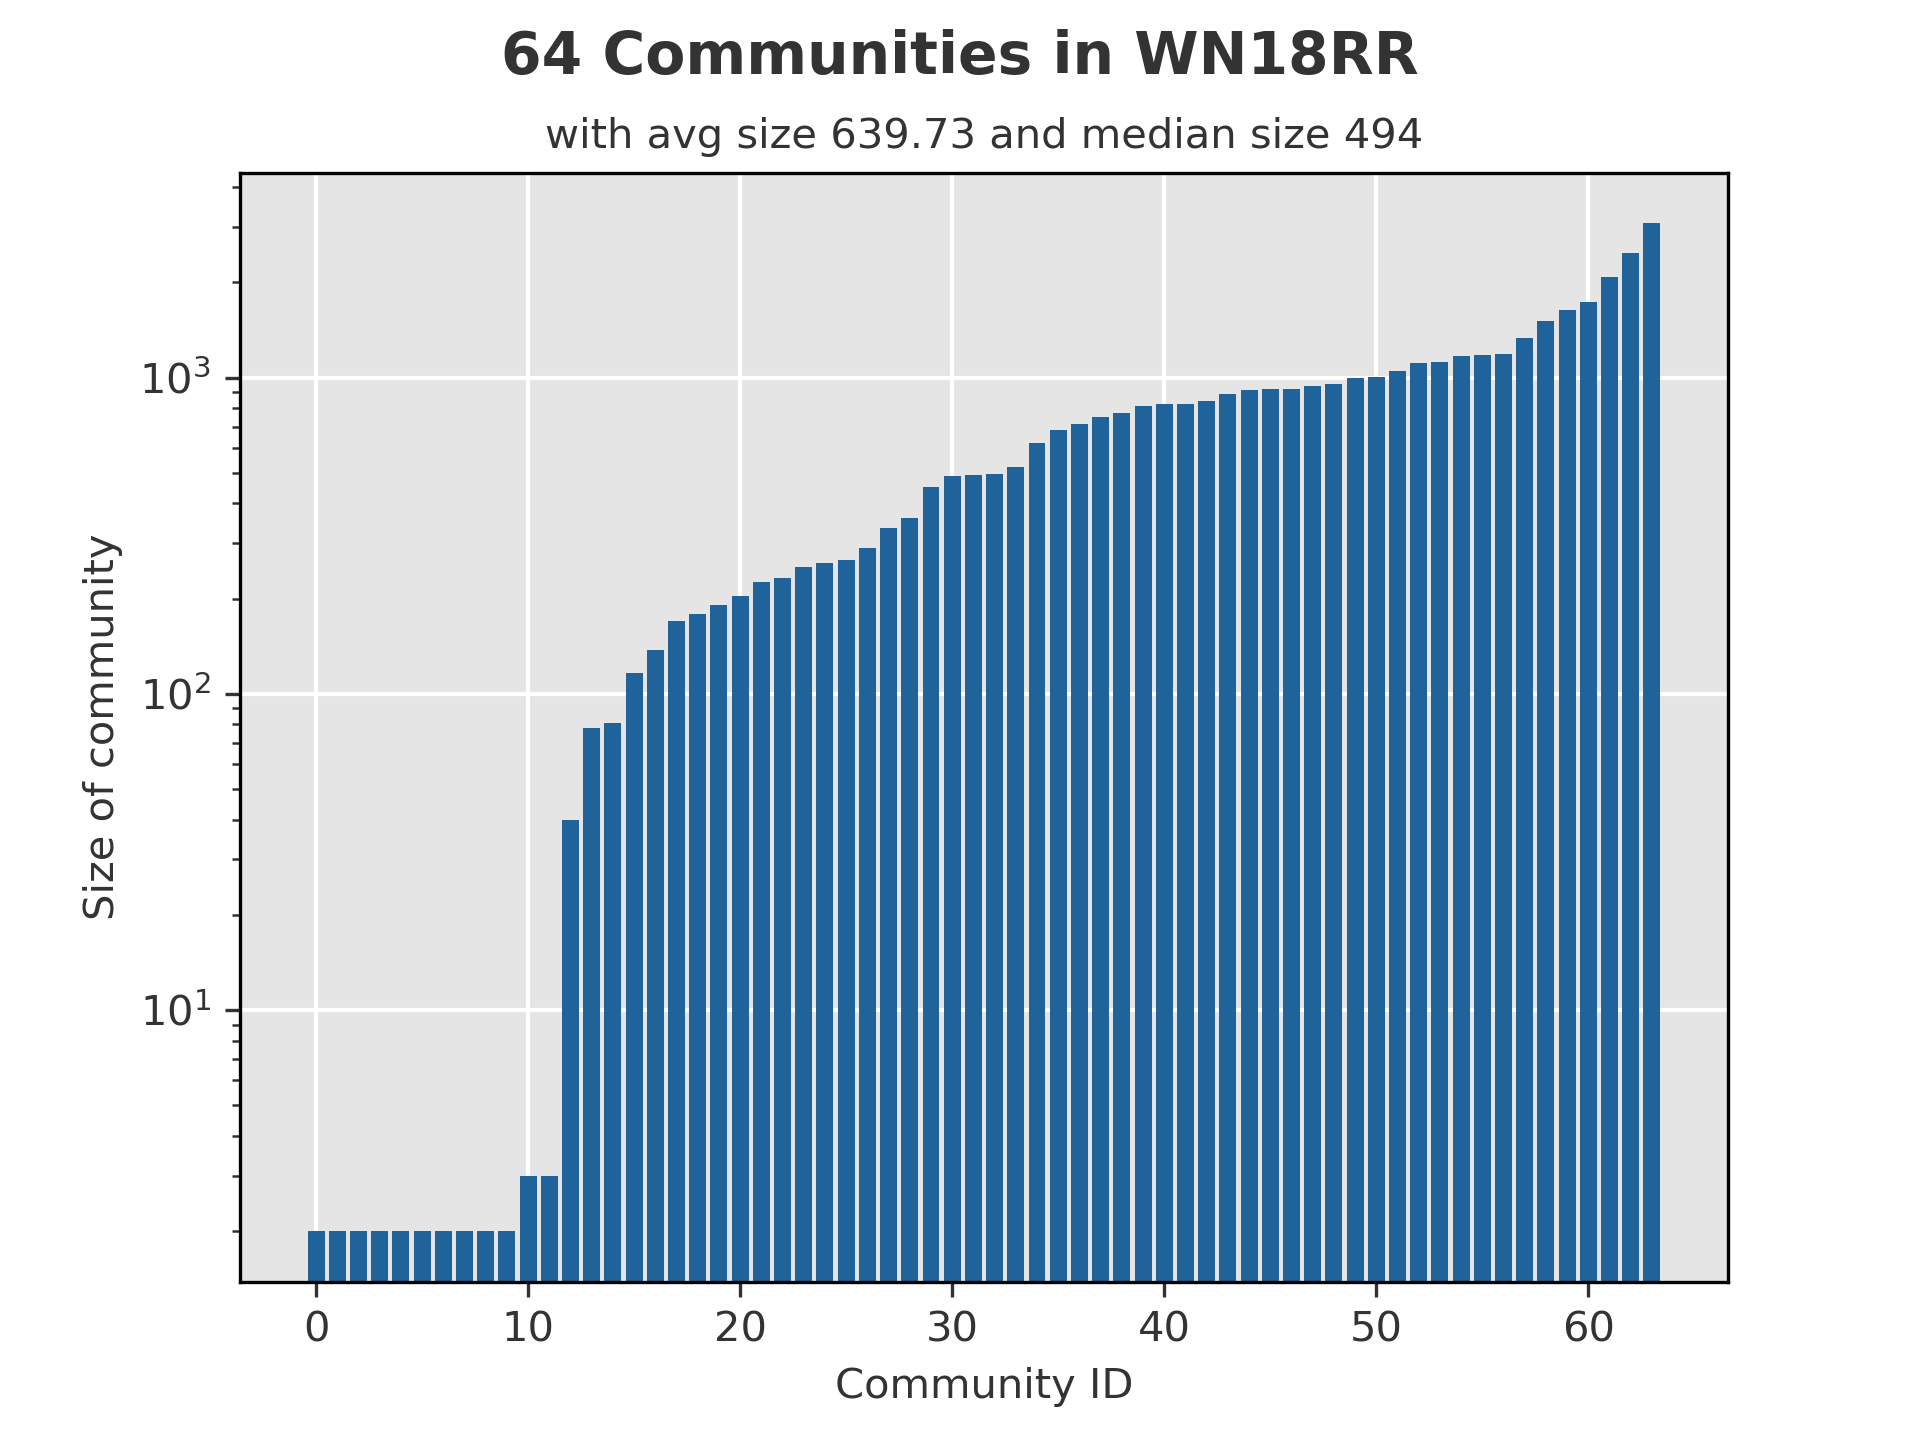 64 Communities in WN18RR
with avg size 639.73 and median size 494
Size of community
10³
10²
10¹
0 10 20 30 40 50 60
Community ID